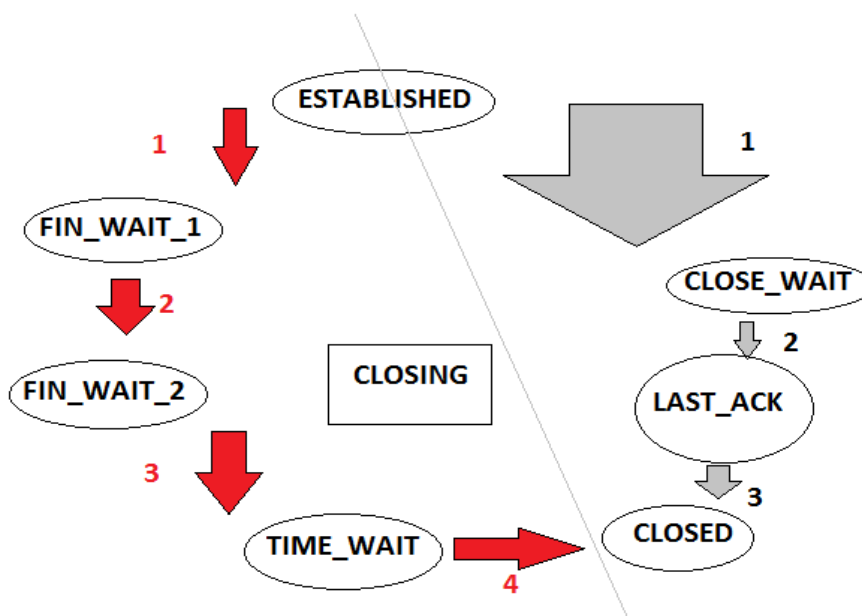 ESTABLISHED
1
1
FIN_WAIT_1
CLOSE_WAIT
2
2
CLOSING
FIN_WAIT_2
LAST_ACK
3
3
CLOSED
TIME_WAIT
4